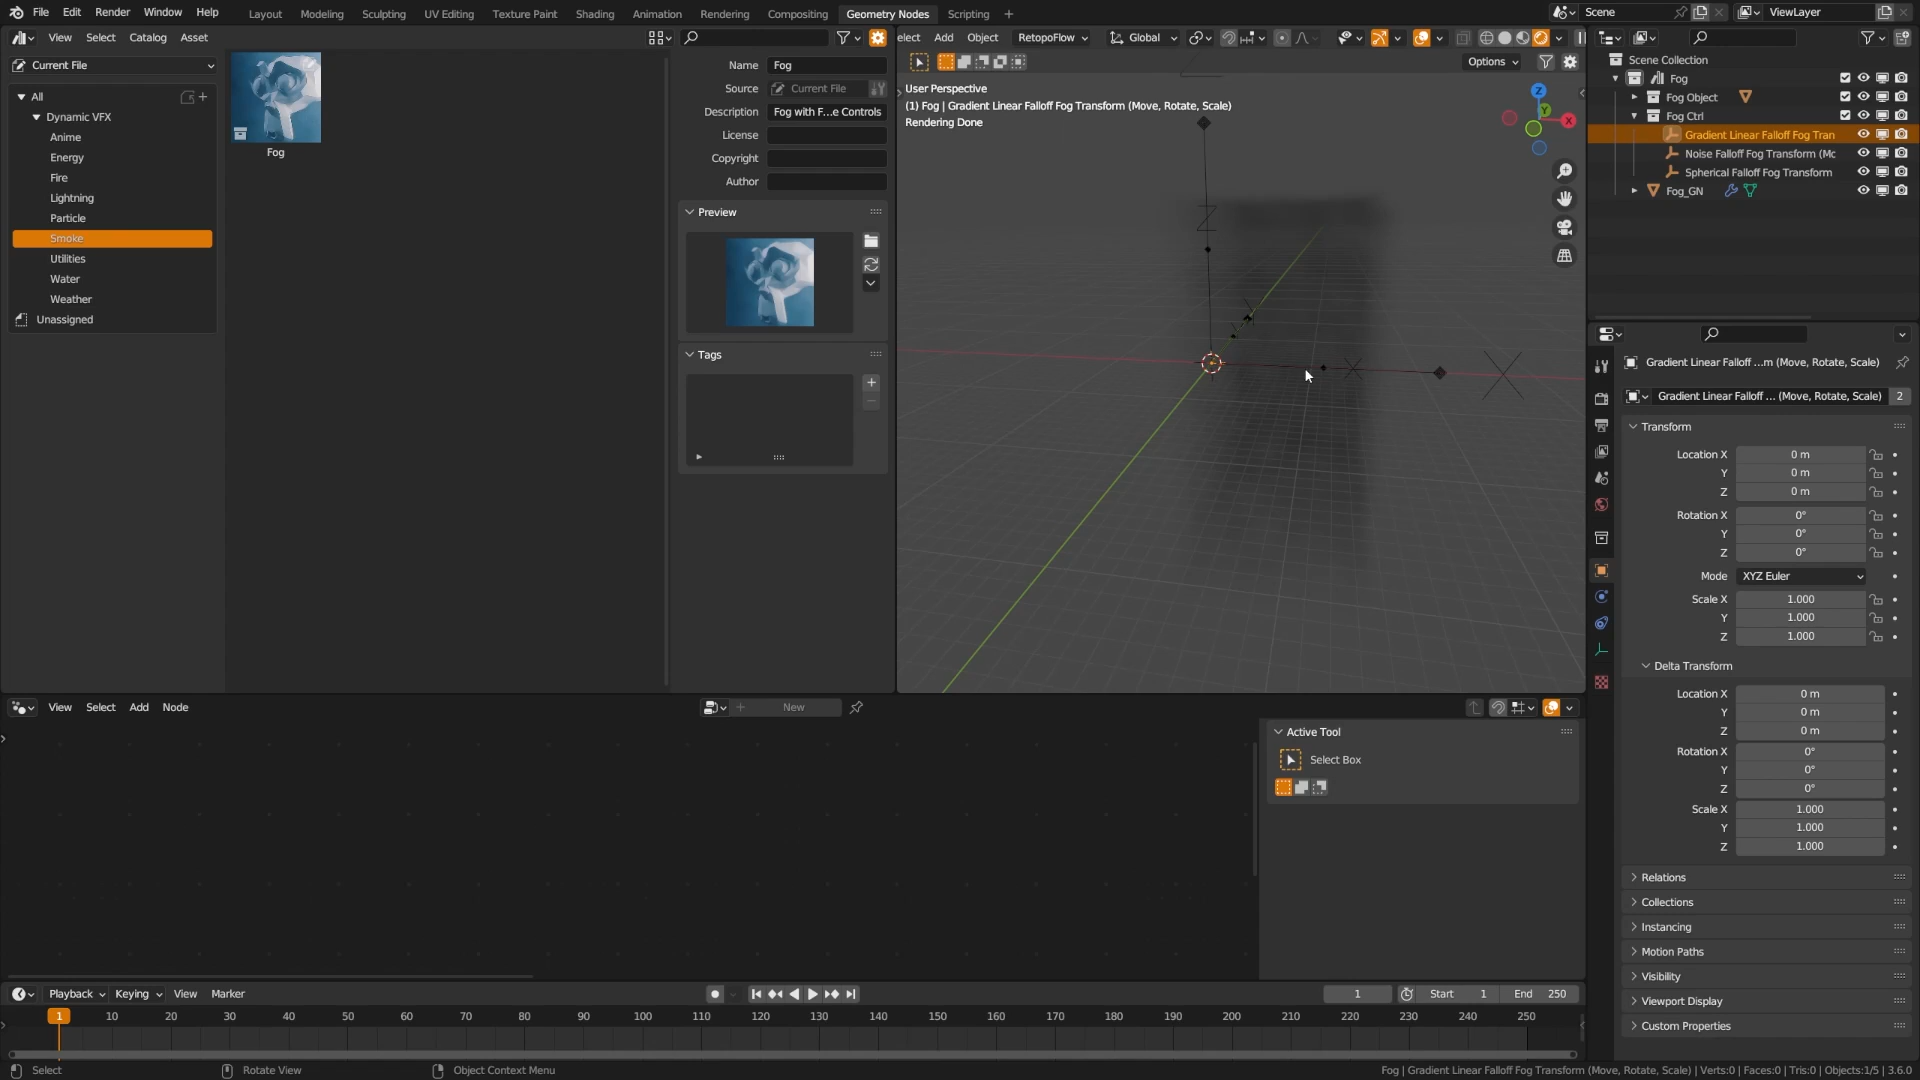 File Edit Render Window Help Layout Modeling Sculpting UV Editing Texture Paint Shading Animation Rendering Compositing Geometry Nodes Scripting + Scene ViewLayer
View Select Catalog Asset
elect Add Object RetopoFlow Global
Current File
Options
All
Dynamic VFX
Anime
Energy
Fire
Lightning
Particle
Smoke
Utilities
Water
Weather
Unassigned
Fog
Name Fog
Source Current File
Description Fog with F...e Controls
License
Copyright
Author
Preview
Tags
User Perspective
(1) Fog | Gradient Linear Falloff Fog Transform (Move, Rotate, Scale)
Rendering Done
Z
Y
X
Scene Collection
Fog
Fog Object
Fog Ctrl
Gradient Linear Falloff Fog Tran
Noise Falloff Fog Transform (Mc
Spherical Falloff Fog Transform
Fog_GN
Gradient Linear Falloff ...m (Move, Rotate, Scale)
Gradient Linear Falloff ... (Move, Rotate, Scale) 2
Transform
Location X 0 m
Y 0 m
Z 0 m
Rotation X 0°
Y 0°
Z 0°
Mode XYZ Euler
Scale X 1.000
Y 1.000
Z 1.000
Delta Transform
Location X 0 m
Y 0 m
Z 0 m
Rotation X 0°
Y 0°
Z 0°
Scale X 1.000
Y 1.000
Z 1.000
Relations
Collections
Instancing
Motion Paths
Visibility
Viewport Display
Custom Properties
View Select Add Node
New
Active Tool
Select Box
Playback Keying View Marker
1 Start 1 End 250
1 10 20 30 40 50 60 70 80 90 100 110 120 130 140 150 160 170 180 190 200 210 220 230 240 250
Select Rotate View Object Context Menu
Fog | Gradient Linear Falloff Fog Transform (Move, Rotate, Scale) | Verts:0 | Faces:0 | Tris:0 | Objects:1/5 | 3.6.0